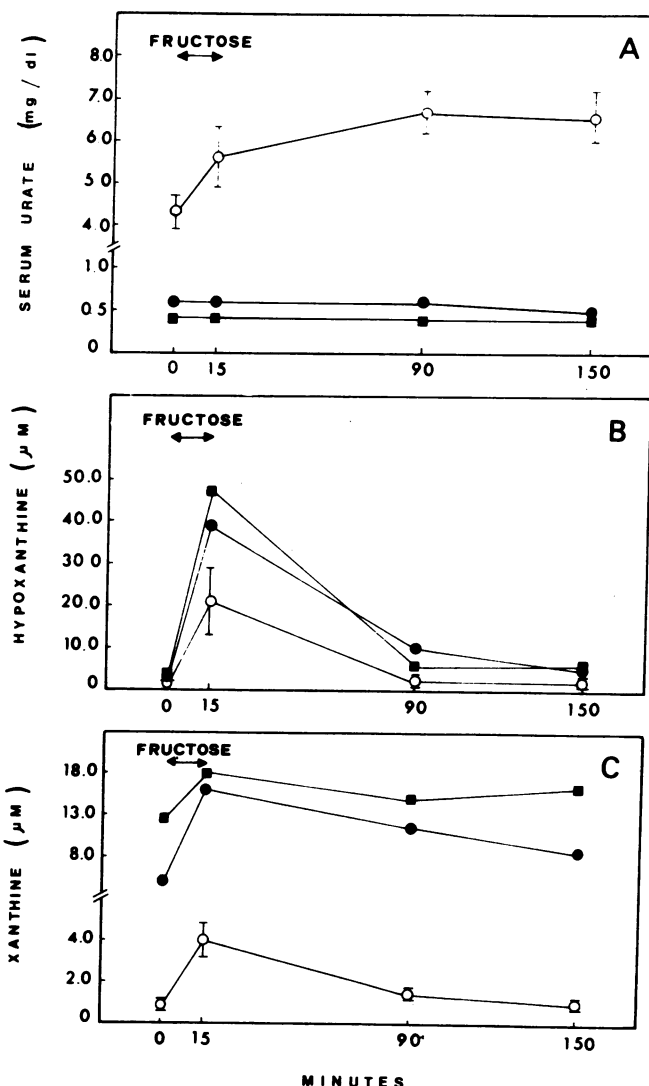 FRUCTOSE
A
SERUM URATE (mg / dl)
8.0
7.0
6.0
5.0
4.0
1.0
0.5
0
0 15 90 150
FRUCTOSE
B
HYPOXANTHINE (μM)
50.0
40.0
30.0
20.0
10.0
0
0 15 90 150
FRUCTOSE
C
XANTHINE (μM)
18.0
13.0
8.0
4.0
2.0
0
0 15 90 150
MINUTES